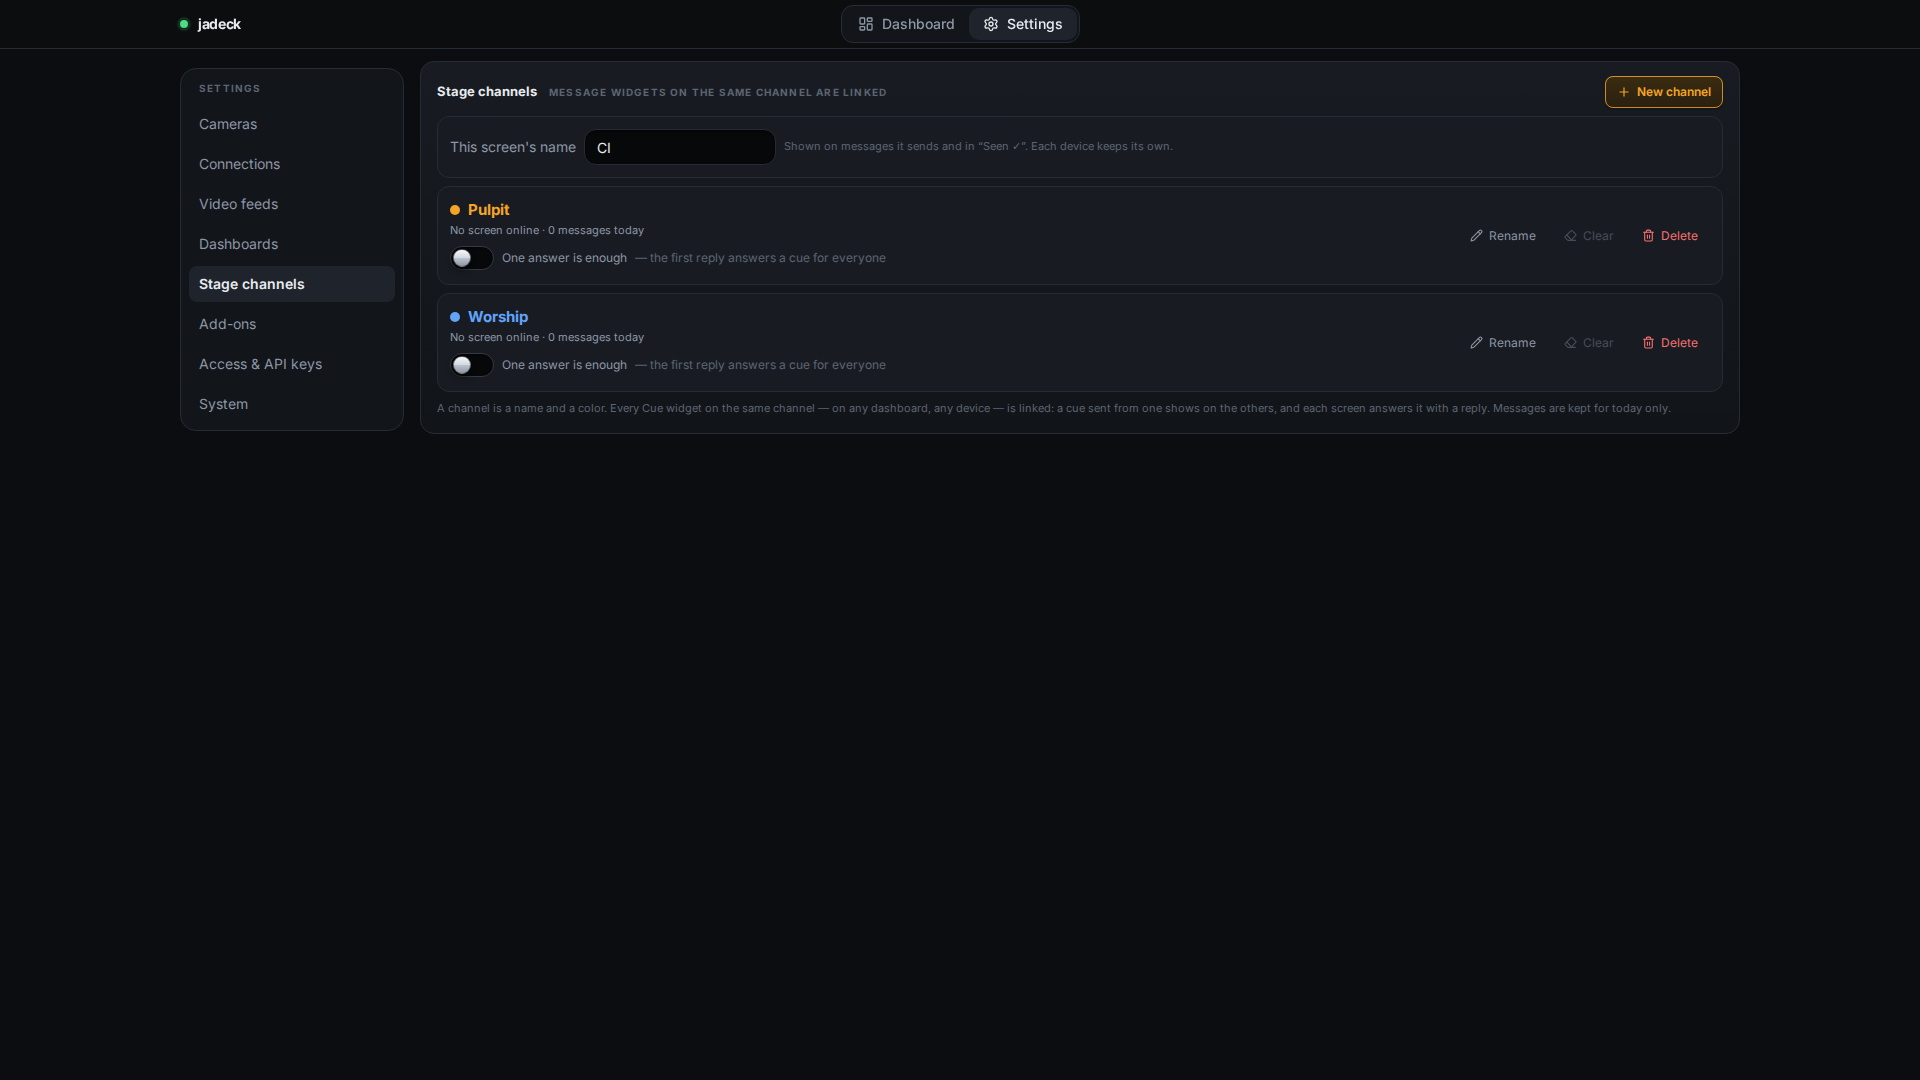 jadeck
Dashboard
Settings
SETTINGS
Cameras
Connections
Video feeds
Dashboards
Stage channels
Add-ons
Access & API keys
System
Stage channels MESSAGE WIDGETS ON THE SAME CHANNEL ARE LINKED
New channel
This screen's name CI Shown on messages it sends and in “Seen ✓”. Each device keeps its own.
Pulpit
No screen online · 0 messages today
One answer is enough — the first reply answers a cue for everyone
Rename Clear Delete
Worship
No screen online · 0 messages today
One answer is enough — the first reply answers a cue for everyone
Rename Clear Delete
A channel is a name and a color. Every Cue widget on the same channel — on any dashboard, any device — is linked: a cue sent from one shows on the others, and each screen answers it with a reply. Messages are kept for today only.